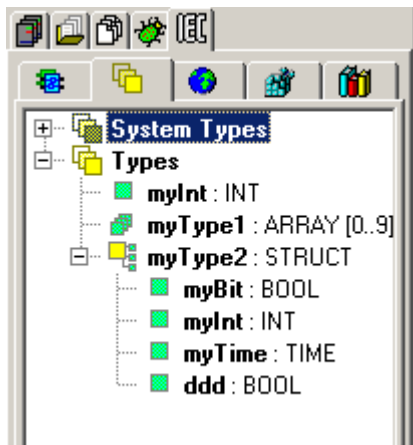 IEC
System Types
Types
myInt : INT
myType1 : ARRAY [0..9]
myType2 : STRUCT
myBit : BOOL
myInt : INT
myTime : TIME
ddd : BOOL